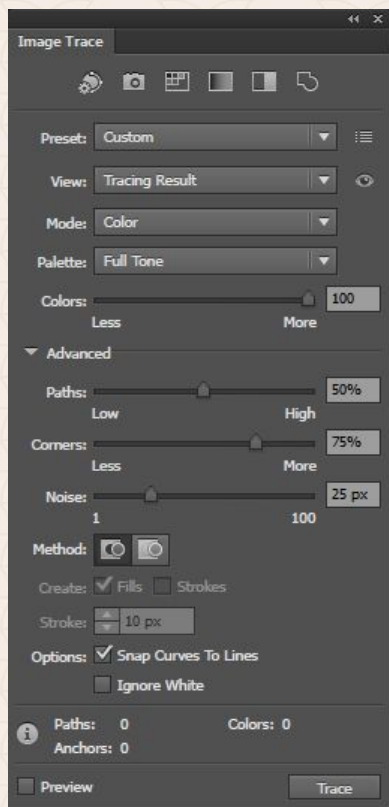 Image Trace
Preset: Custom
View: Tracing Result
Mode: Color
Palette: Full Tone
Colors: 100
Less More
Advanced
Paths: 50%
Low High
Corners: 75%
Less More
Noise: 25 px
1 100
Method:
Create: Fills Strokes
Stroke: 10 px
Options: Snap Curves To Lines
Ignore White
Paths: 0 Colors: 0
Anchors: 0
Preview Trace